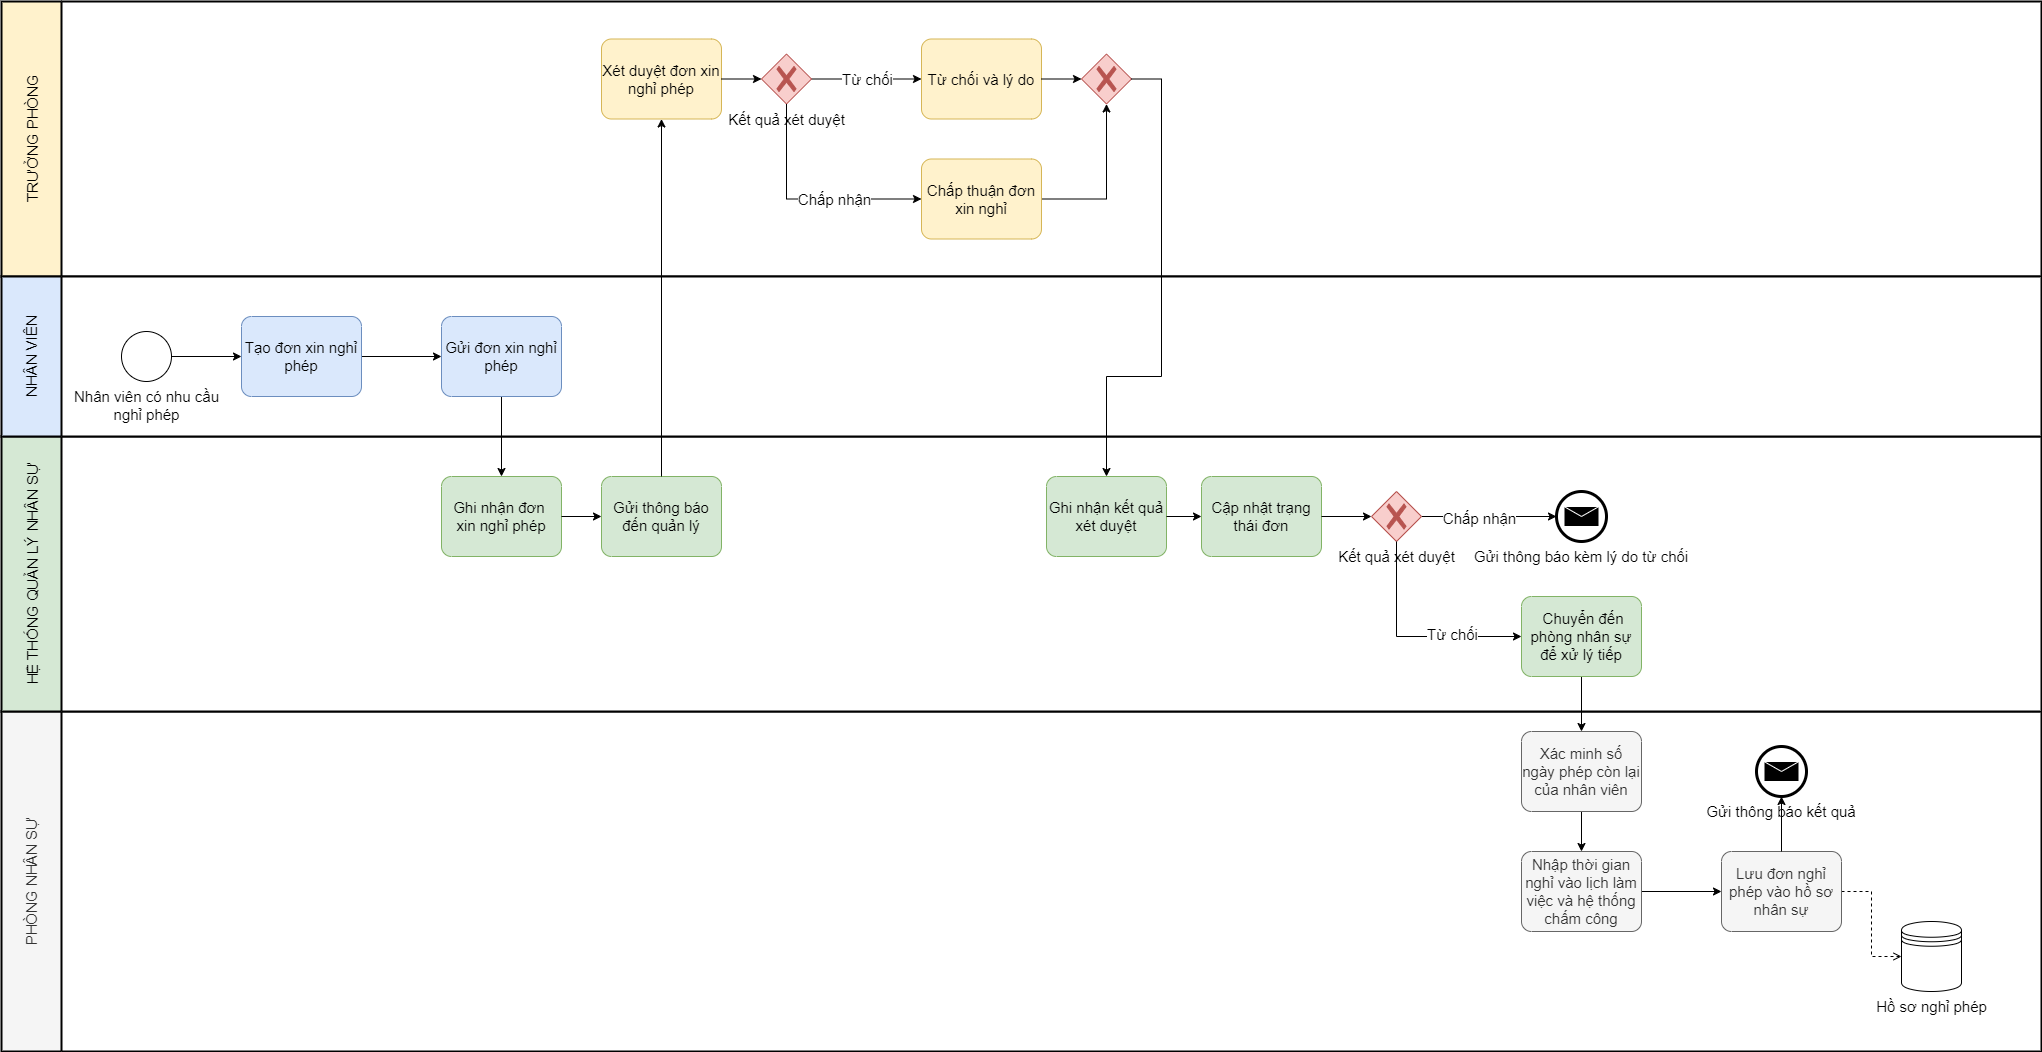 TRƯỞNG PHÒNG
Xét duyệt đơn xin
nghỉ phép
Kết quả xét duyệt
Từ chối
Từ chối và lý do
Chấp nhận
Chấp thuận đơn
xin nghỉ
NHÂN VIÊN
Nhân viên có nhu cầu
nghỉ phép
Tạo đơn xin nghỉ
phép
Gửi đơn xin nghỉ
phép
HỆ THỐNG QUẢN LÝ NHÂN SỰ
Ghi nhận đơn
xin nghỉ phép
Gửi thông báo
đến quản lý
Ghi nhận kết quả
xét duyệt
Cập nhật trạng
thái đơn
Kết quả xét duyệt
Chấp nhận
Gửi thông báo kèm lý do từ chối
Từ chối
Chuyển đến
phòng nhân sự
để xử lý tiếp
PHÒNG NHÂN SỰ
Xác minh số
ngày phép còn lại
của nhân viên
Nhập thời gian
nghỉ vào lịch làm
việc và hệ thống
chấm công
Gửi thông báo kết quả
Lưu đơn nghỉ
phép vào hồ sơ
nhân sự
Hồ sơ nghỉ phép